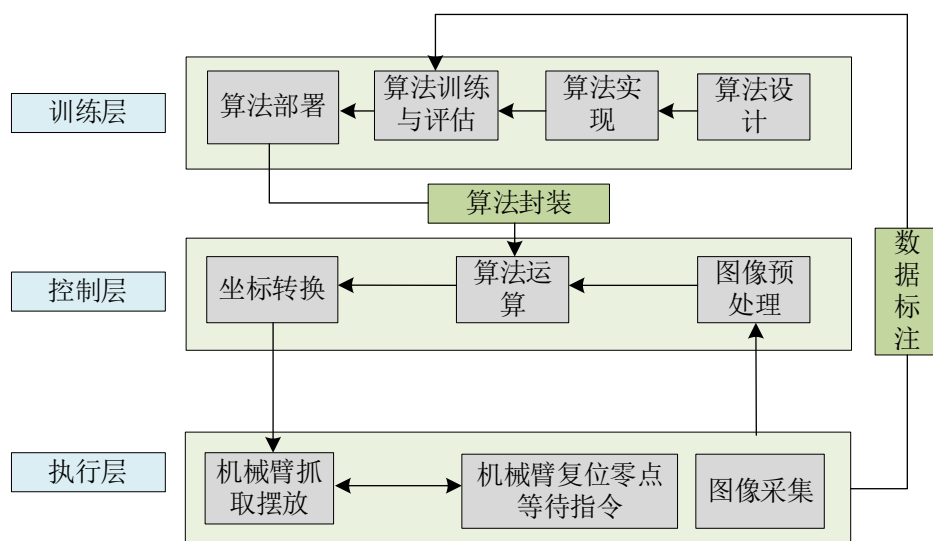 训练层
算法部署
算法训练
与评估
算法实
现
算法设
计
算法封装
控制层
坐标转换
算法运
算
图像预
处理
数
据
标
注
执行层
机械臂抓
取摆放
机械臂复位零点
等待指令
图像采集